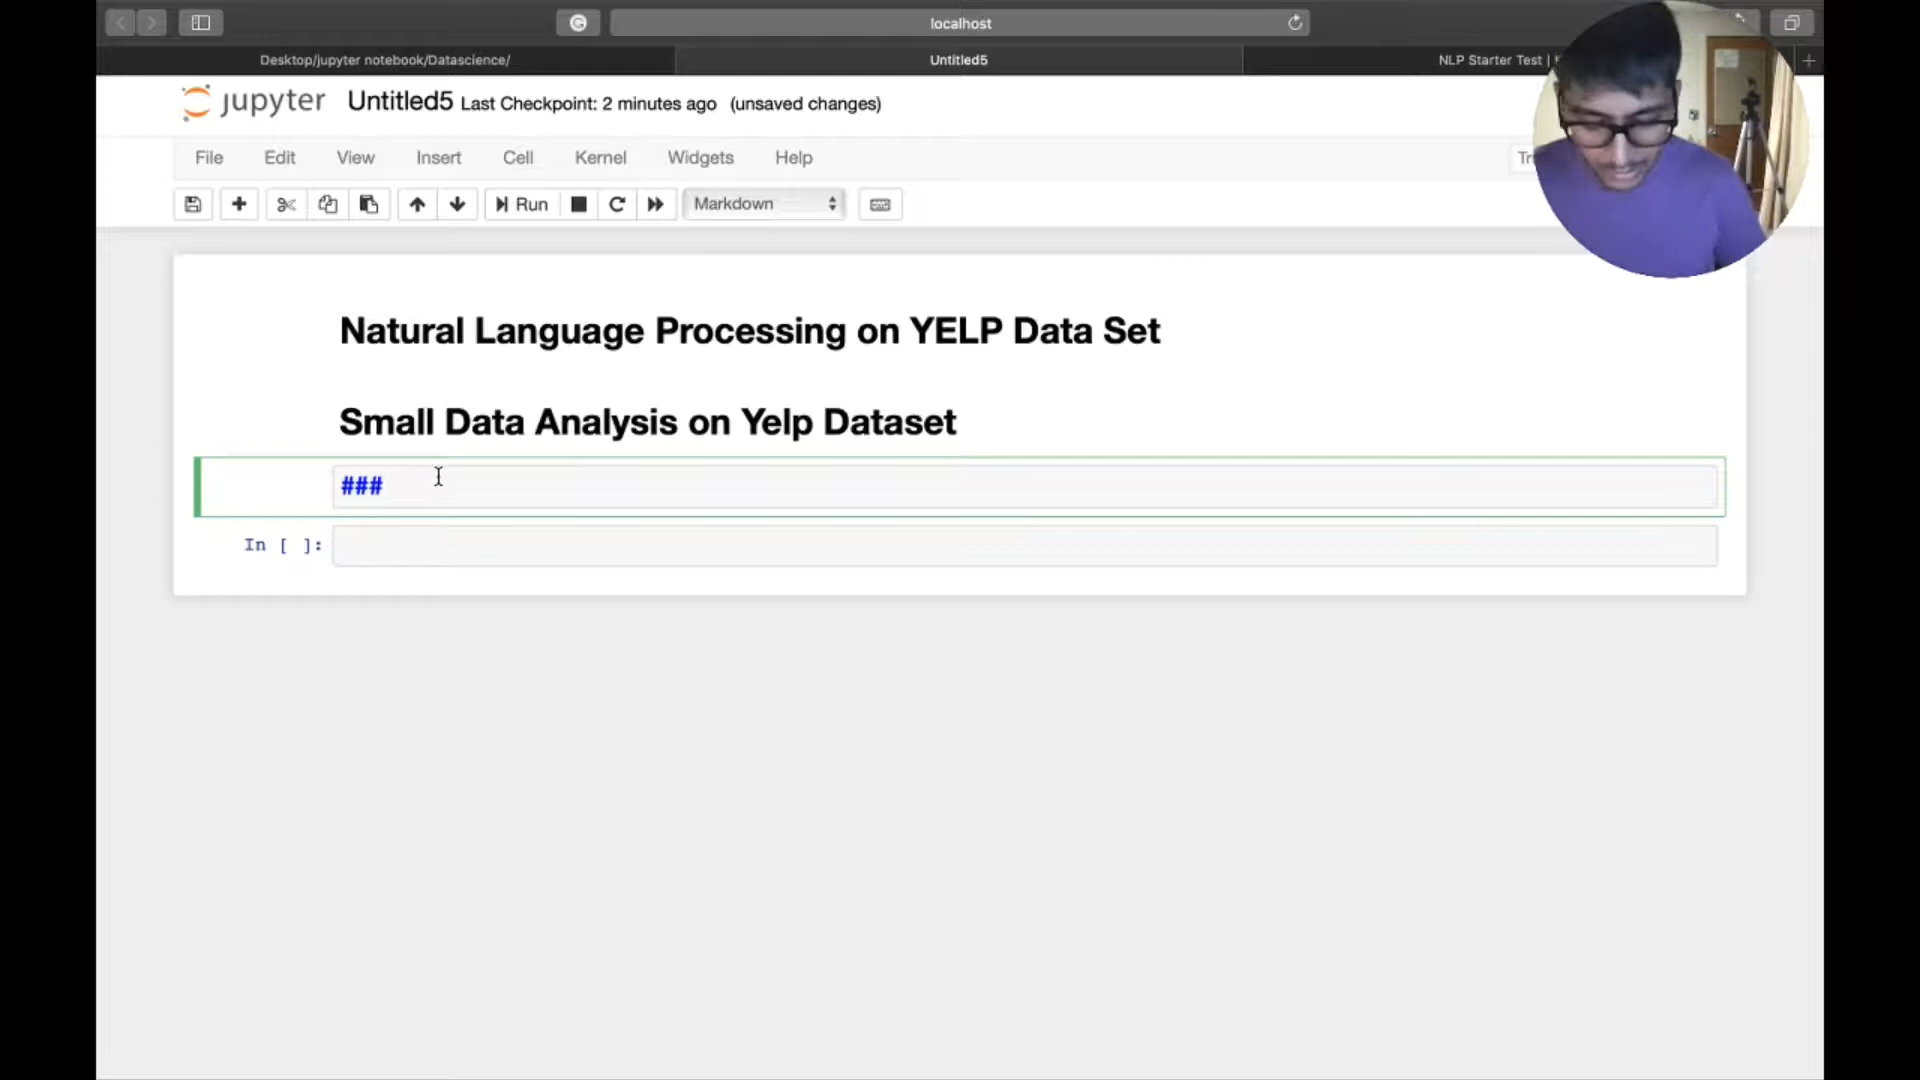 localhost
Desktop/jupyter notebook/Datascience/
Untitled5
NLP Starter Test |
jupyter Untitled5 Last Checkpoint: 2 minutes ago (unsaved changes)
File Edit View Insert Cell Kernel Widgets Help
Run Markdown
Natural Language Processing on YELP Data Set
Small Data Analysis on Yelp Dataset
###
In [ ]: